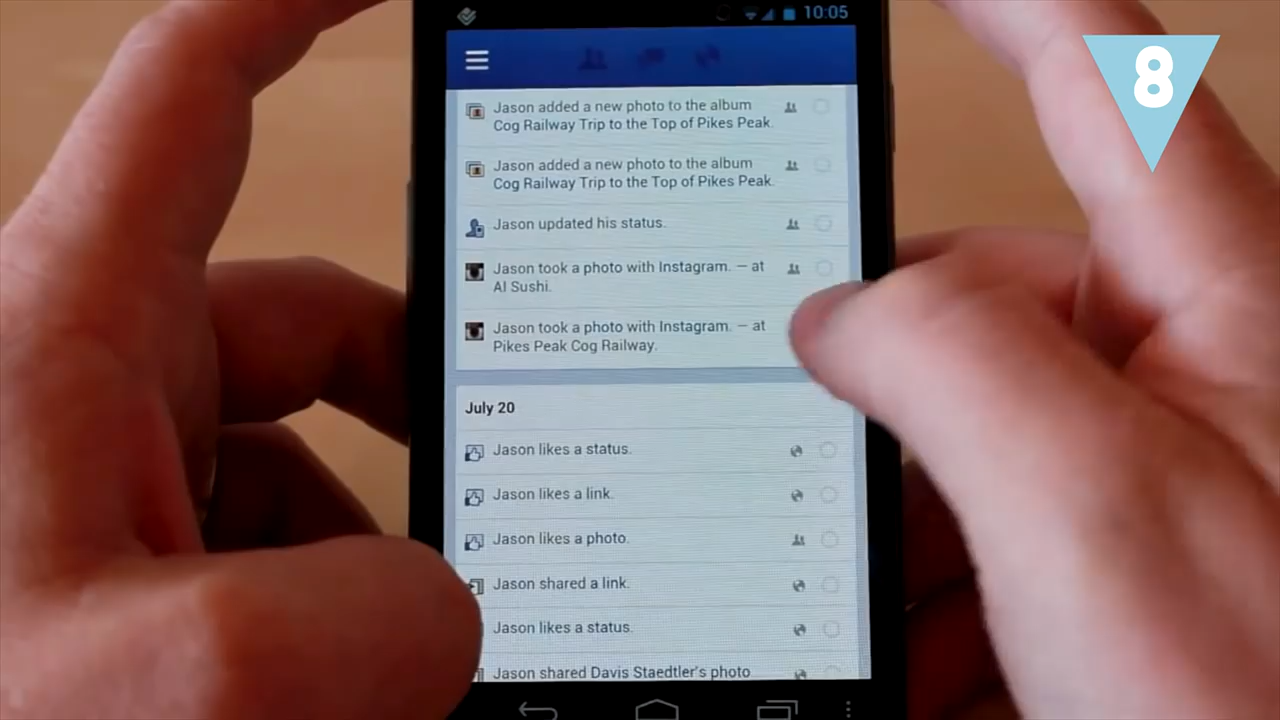 10:05
8
Jason added a new photo to the album
Cog Railway Trip to the Top of Pikes Peak.
Jason added a new photo to the album
Cog Railway Trip to the Top of Pikes Peak.
Jason updated his status.
Jason took a photo with Instagram. — at
AI Sushi.
Jason took a photo with Instagram. — at
Pikes Peak Cog Railway.
July 20
Jason likes a status.
Jason likes a link.
Jason likes a photo.
Jason shared a link.
Jason likes a status.
Jason shared Davis Staedtler's photo